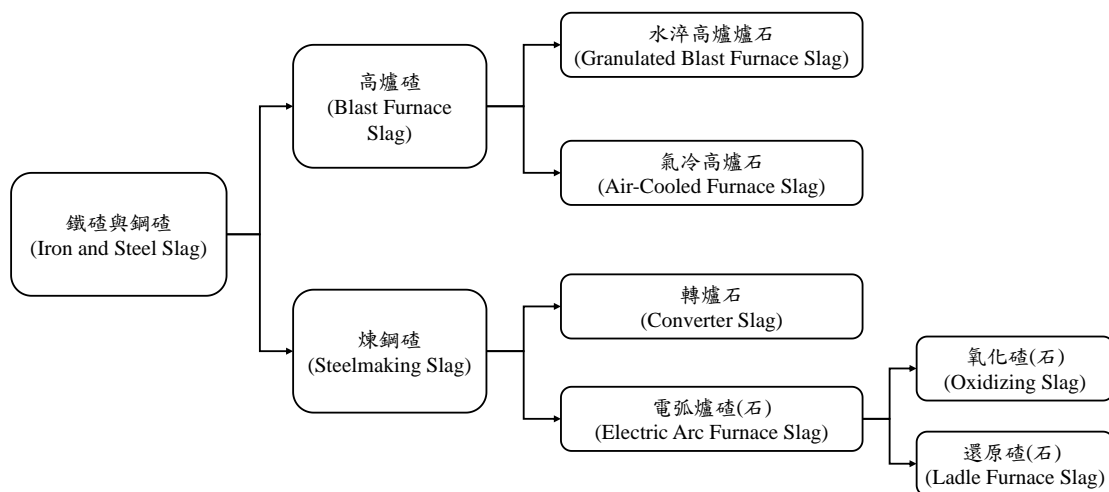 鐵碴與鋼碴
(Iron and Steel Slag)
高爐碴
(Blast Furnace
Slag)
水淬高爐爐石
(Granulated Blast Furnace Slag)
氣冷高爐石
(Air-Cooled Furnace Slag)
煉鋼碴
(Steelmaking Slag)
轉爐石
(Converter Slag)
電弧爐碴(石)
(Electric Arc Furnace Slag)
氧化碴(石)
(Oxidizing Slag)
還原碴(石)
(Ladle Furnace Slag)